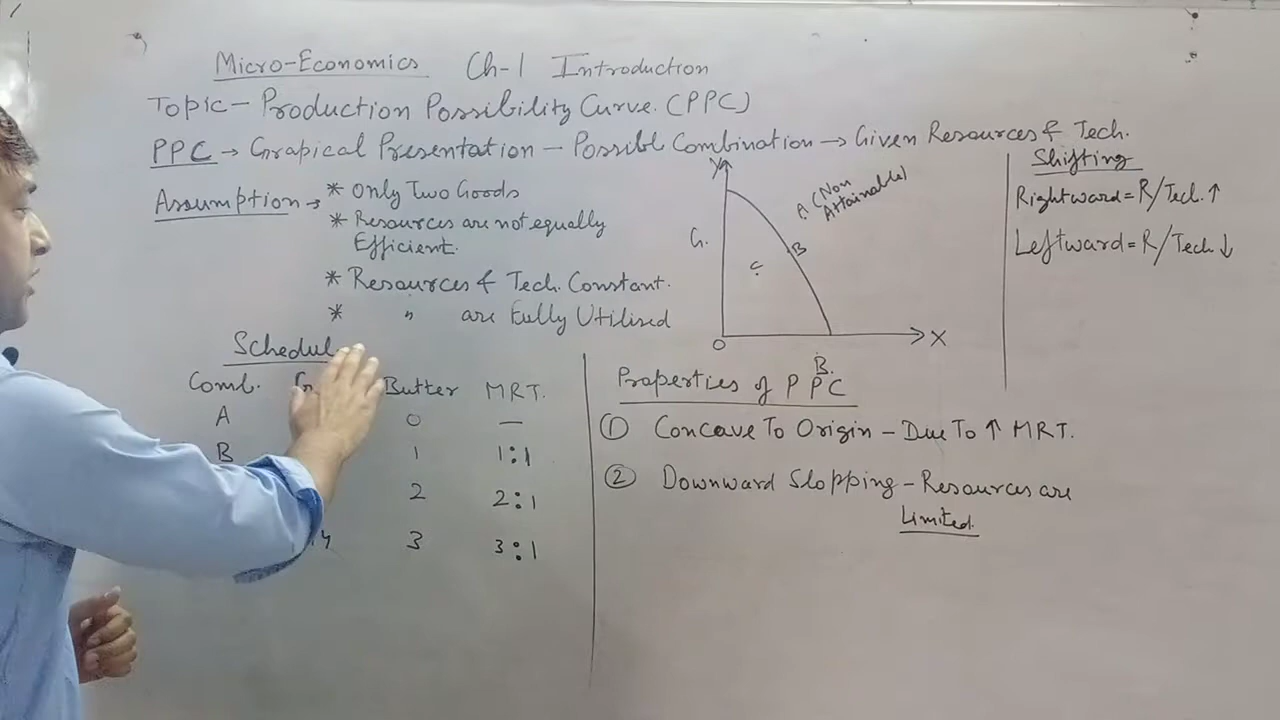 Micro-Economics Ch-1 Introduction
Topic - Production Possibility Curve. (PPC)
PPC → Grapical Presentation - Possibl Combination → Given Resources & Tech.
Assumption → * Only Two Goods
* Resources are not equally
Efficient.
* Resources & Tech. Constant.
* " are Fully Utilised
Y
A (Non
Attainable)
G.
B
C
O
X
B.
Shifting
Rightward = R/Tech. ↑
Leftward = R/Tech ↓
Schedul
Comb. Butter MRT.
A 0 —
B 1 1:1
2 2:1
3 3:1
Properties of PPC
① Concave To Origin - Due To ↑ MRT.
② Downward Slopping - Resources are
Limited.